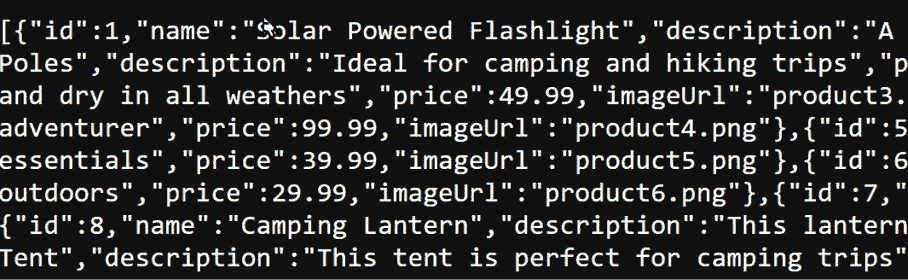 [{"id":1,"name":"Solar Powered Flashlight","description":"A
Poles","description":"Ideal for camping and hiking trips","p
and dry in all weathers","price":49.99,"imageUrl":"product3.
adventurer","price":99.99,"imageUrl":"product4.png"},{"id":5
essentials","price":39.99,"imageUrl":"product5.png"},{"id":6
outdoors","price":29.99,"imageUrl":"product6.png"},{"id":7,"
{"id":8,"name":"Camping Lantern","description":"This lantern
Tent","description":"This tent is perfect for camping trips"